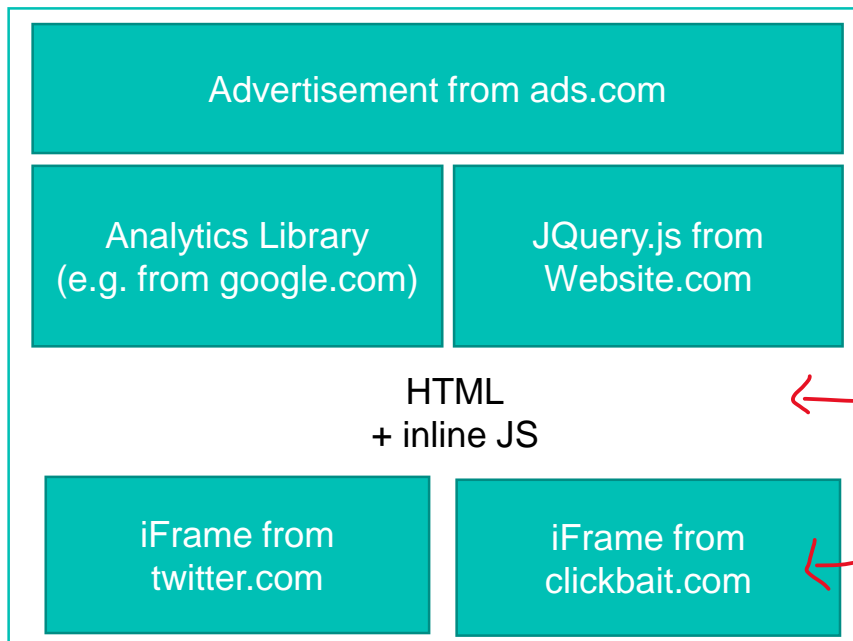 Advertisement from ads.com
Analytics Library
(e.g. from google.com)
JQuery.js from
Website.com
HTML
+ inline JS
iFrame from
twitter.com
iFrame from
clickbait.com